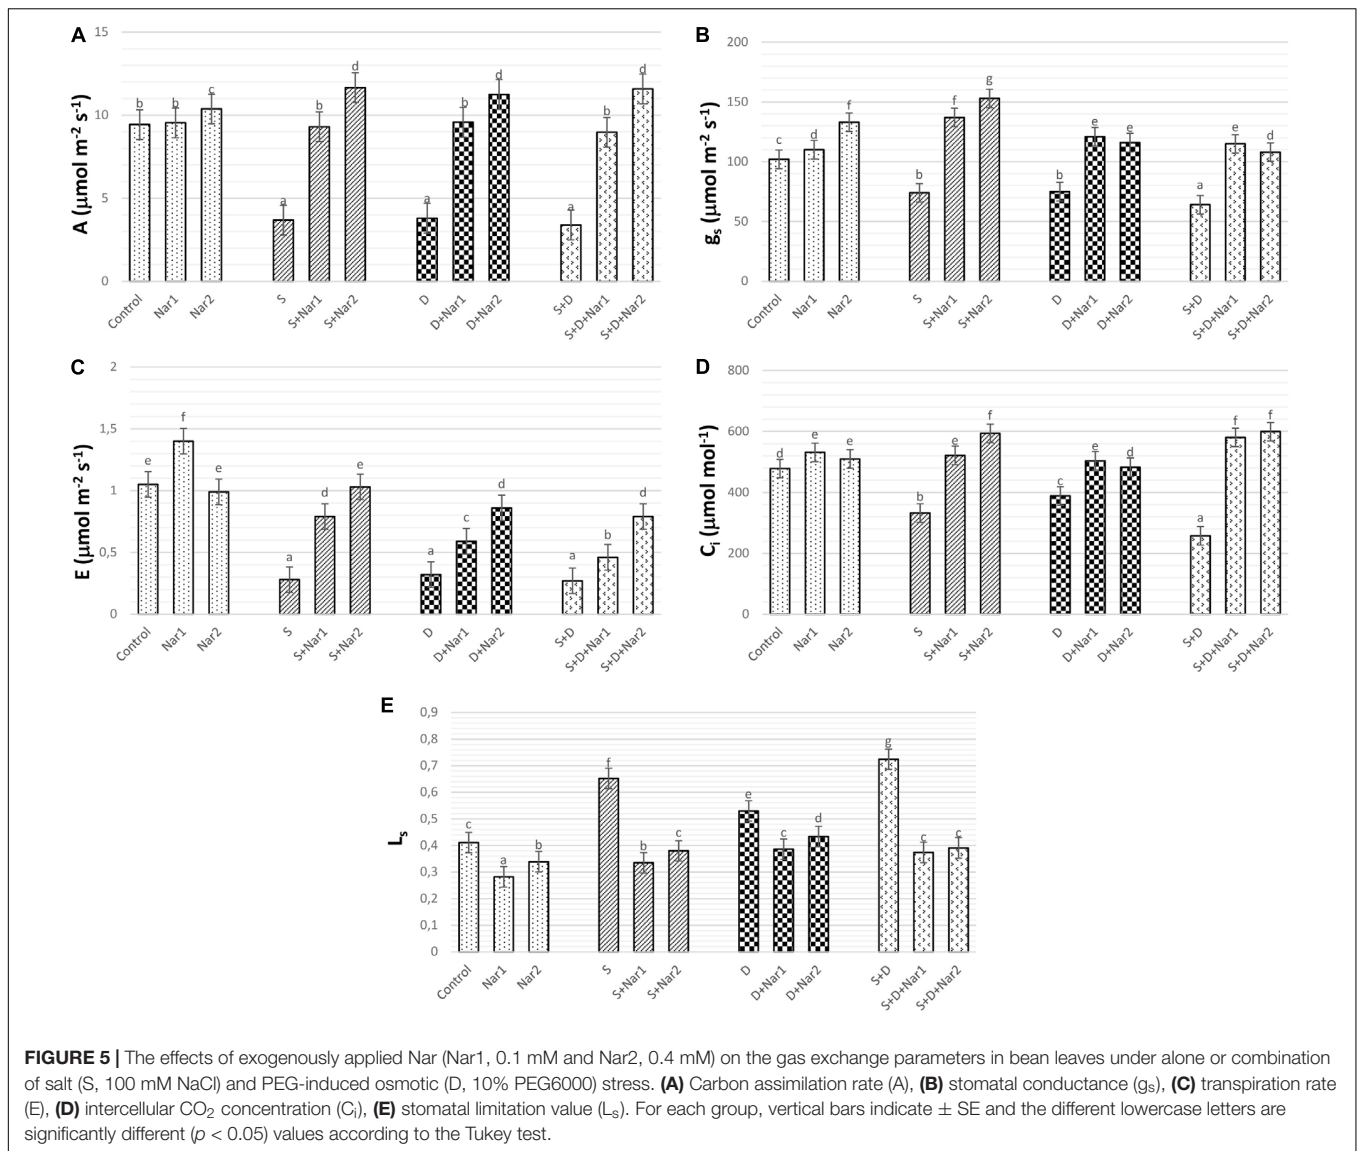 A
A (µmol m-2 s-1)
15
10
5
0
b
b
c
a
b
d
a
b
d
a
b
d
Control
Nar1
Nar2
S
S+Nar1
S+Nar2
D
D+Nar1
D+Nar2
S+D
S+D+Nar1
S+D+Nar2
B
gs (µmol m-2 s-1)
200
150
100
50
0
c
d
f
b
f
g
b
e
e
a
e
d
Control
Nar1
Nar2
S
S+Nar1
S+Nar2
D
D+Nar1
D+Nar2
S+D
S+D+Nar1
S+D+Nar2
C
E (µmol m-2 s-1)
2
1,5
1
0,5
0
e
f
e
a
d
e
a
c
d
a
b
d
Control
Nar1
Nar2
S
S+Nar1
S+Nar2
D
D+Nar1
D+Nar2
S+D
S+D+Nar1
S+D+Nar2
D
Ci (µmol mol-1)
800
600
400
200
0
d
e
e
b
e
f
c
e
d
a
f
f
Control
Nar1
Nar2
S
S+Nar1
S+Nar2
D
D+Nar1
D+Nar2
S+D
S+D+Nar1
S+D+Nar2
E
Ls
0,9
0,8
0,7
0,6
0,5
0,4
0,3
0,2
0,1
0
c
a
b
f
b
c
e
c
d
g
c
c
Control
Nar1
Nar2
S
S+Nar1
S+Nar2
D
D+Nar1
D+Nar2
S+D
S+D+Nar1
S+D+Nar2
FIGURE 5 | The effects of exogenously applied Nar (Nar1, 0.1 mM and Nar2, 0.4 mM) on the gas exchange parameters in bean leaves under alone or combination
of salt (S, 100 mM NaCl) and PEG-induced osmotic (D, 10% PEG6000) stress. (A) Carbon assimilation rate (A), (B) stomatal conductance (gs), (C) transpiration rate
(E), (D) intercellular CO2 concentration (Ci), (E) stomatal limitation value (Ls). For each group, vertical bars indicate ± SE and the different lowercase letters are
significantly different (p < 0.05) values according to the Tukey test.